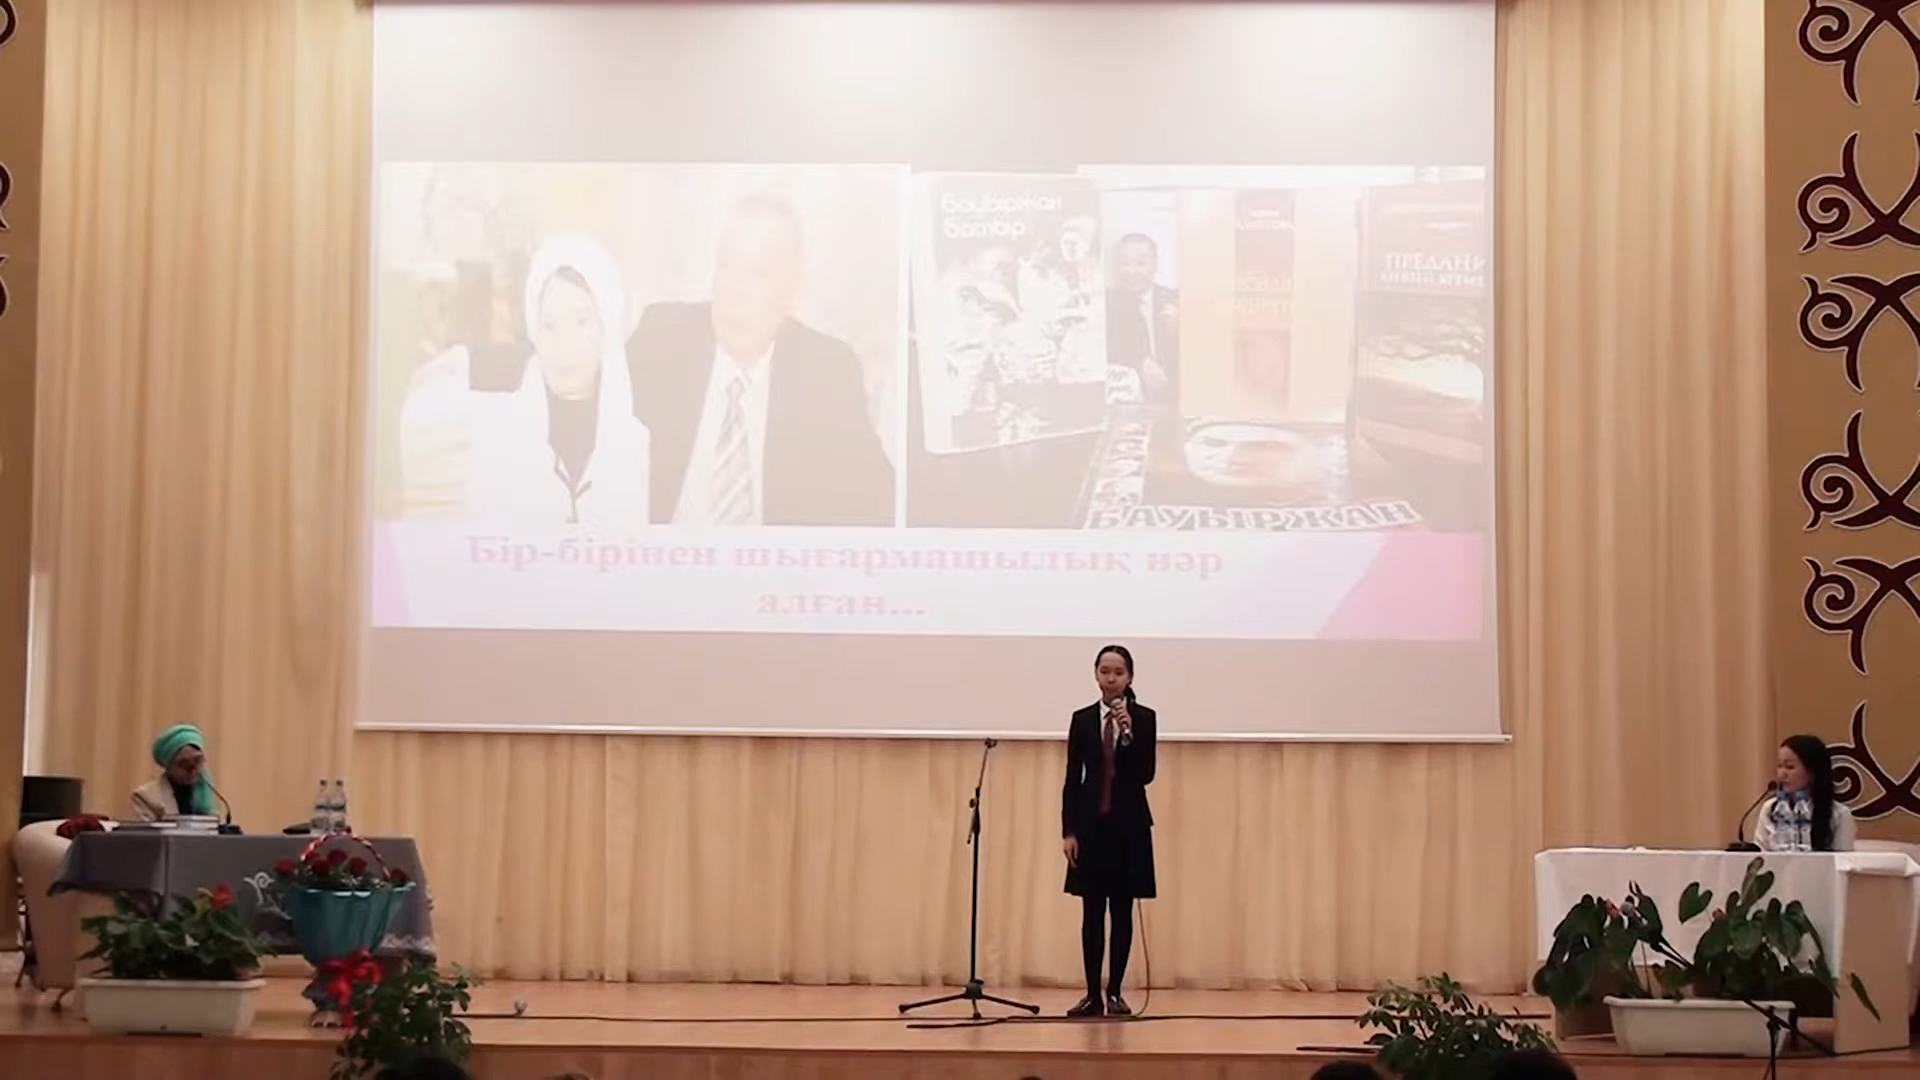 Бауыржан
батыр
ПРЕДАНИ
БАУЫРЖАН
Бір-бірінен шығармашылық нәр
алған...